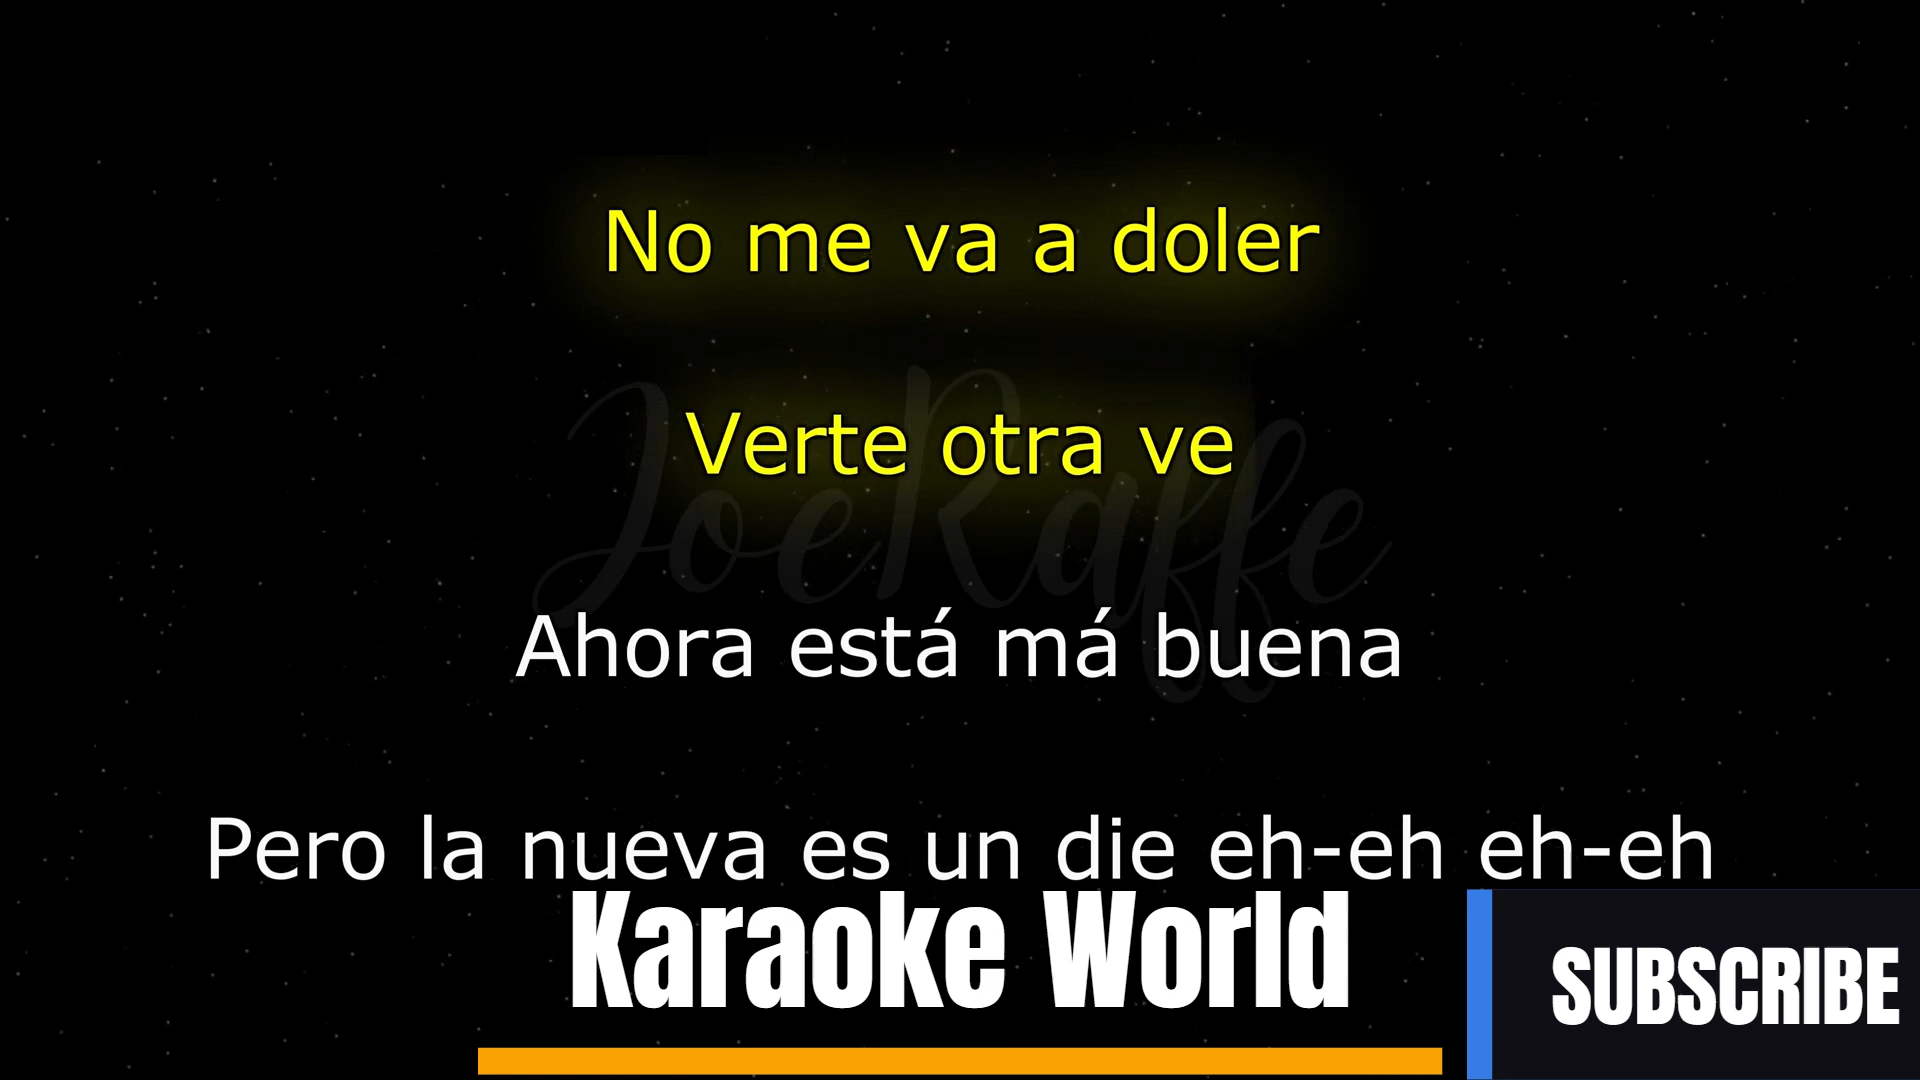 No me va a doler
Verte otra ve
JoeRaffe
Ahora está má buena
Pero la nueva es un die eh-eh eh-eh
Karaoke World
SUBSCRIBE